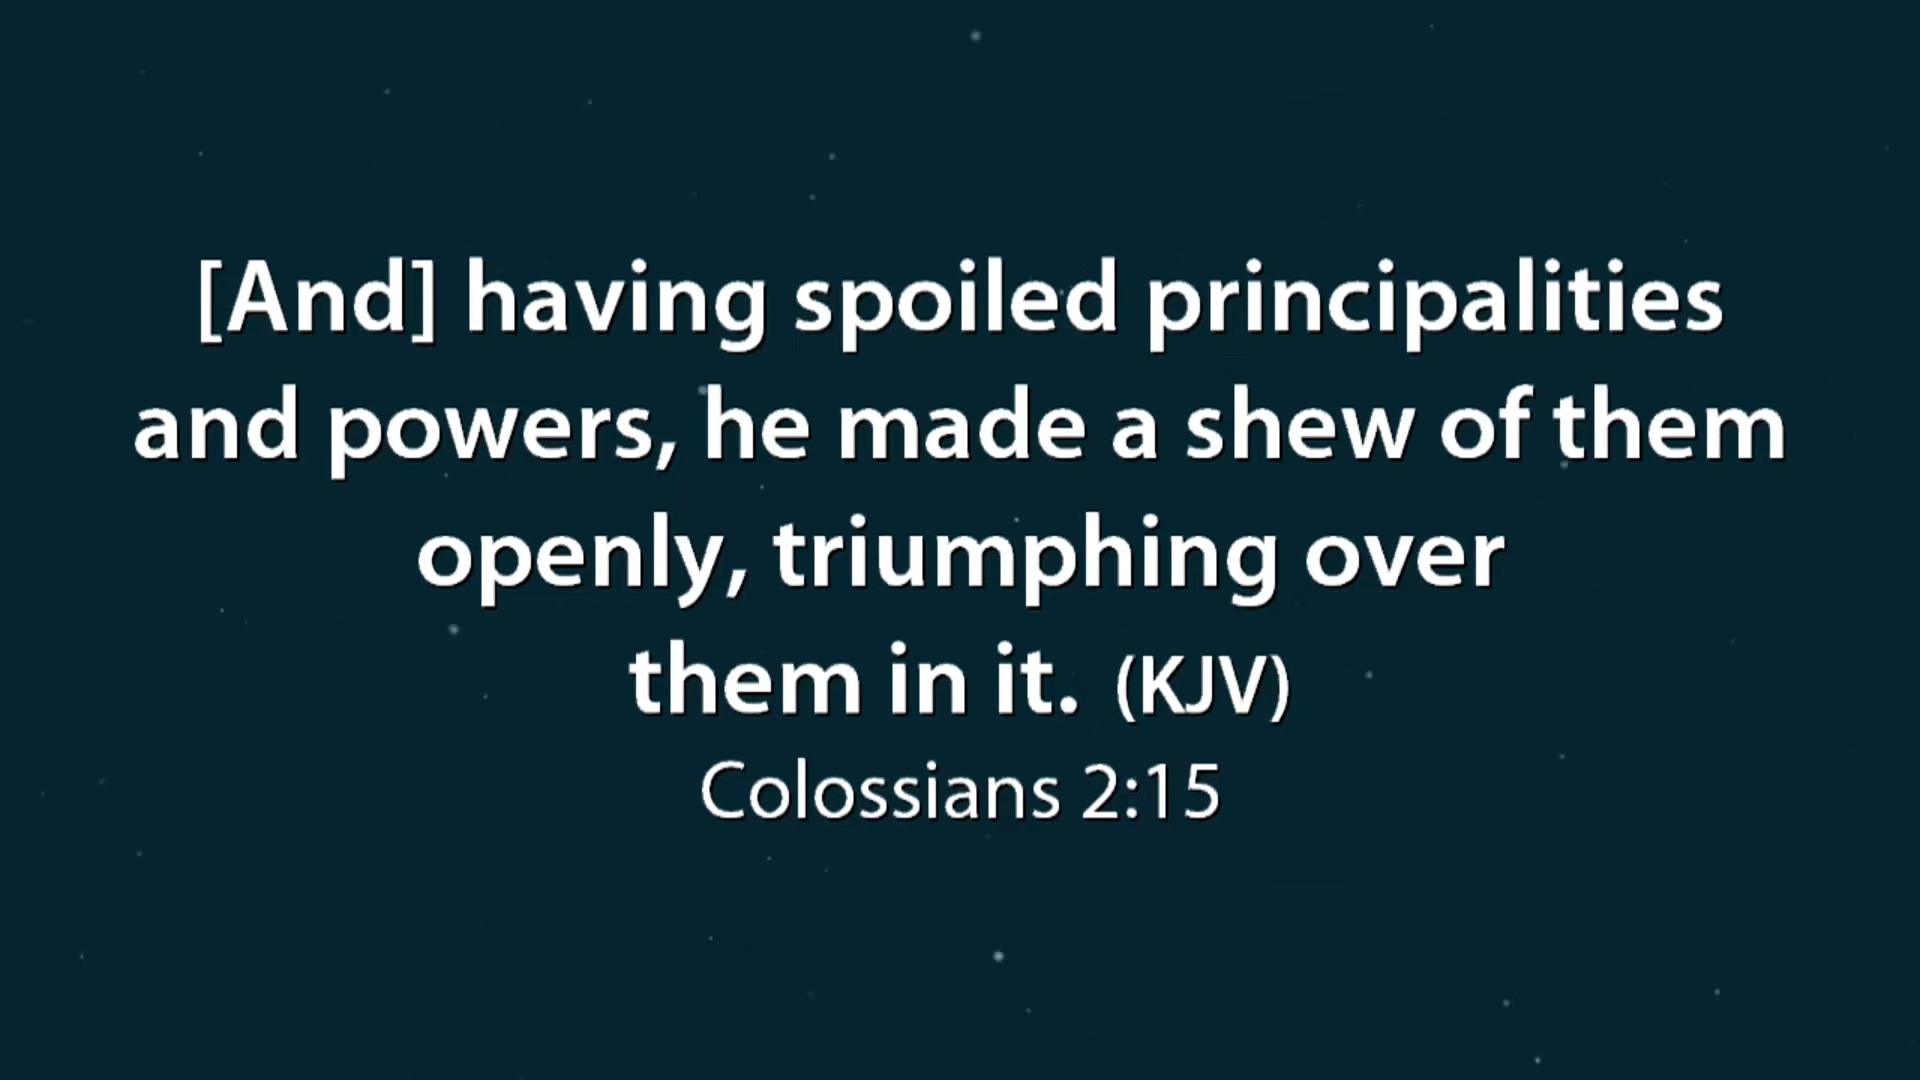 [And] having spoiled principalities
and powers, he made a shew of them
openly, triumphing over
them in it. (KJV)
Colossians 2:15